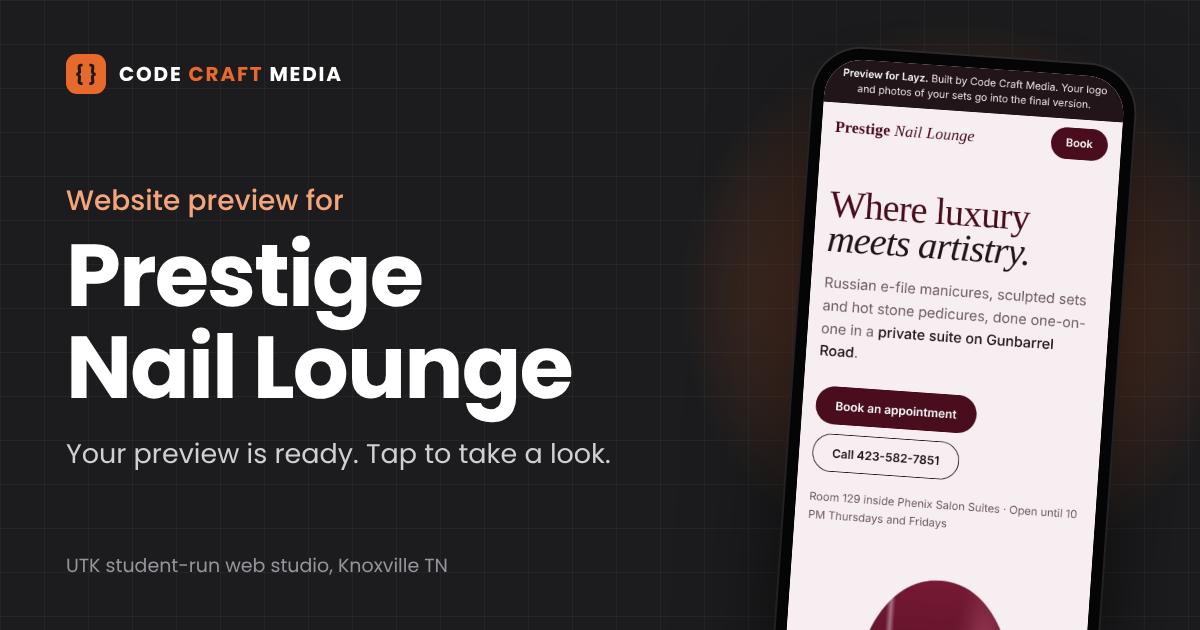 { } CODE CRAFT MEDIA
Website preview for
Prestige
Nail Lounge
Your preview is ready. Tap to take a look.
UTK student-run web studio, Knoxville TN
Preview for Layz. Built by Code Craft Media. Your logo
and photos of your sets go into the final version.
Prestige Nail Lounge
Book
Where luxury
meets artistry.
Russian e-file manicures, sculpted sets
and hot stone pedicures, done one-on-
one in a private suite on Gunbarrel
Road.
Book an appointment
Call 423-582-7851
Room 129 inside Phenix Salon Suites · Open until 10
PM Thursdays and Fridays